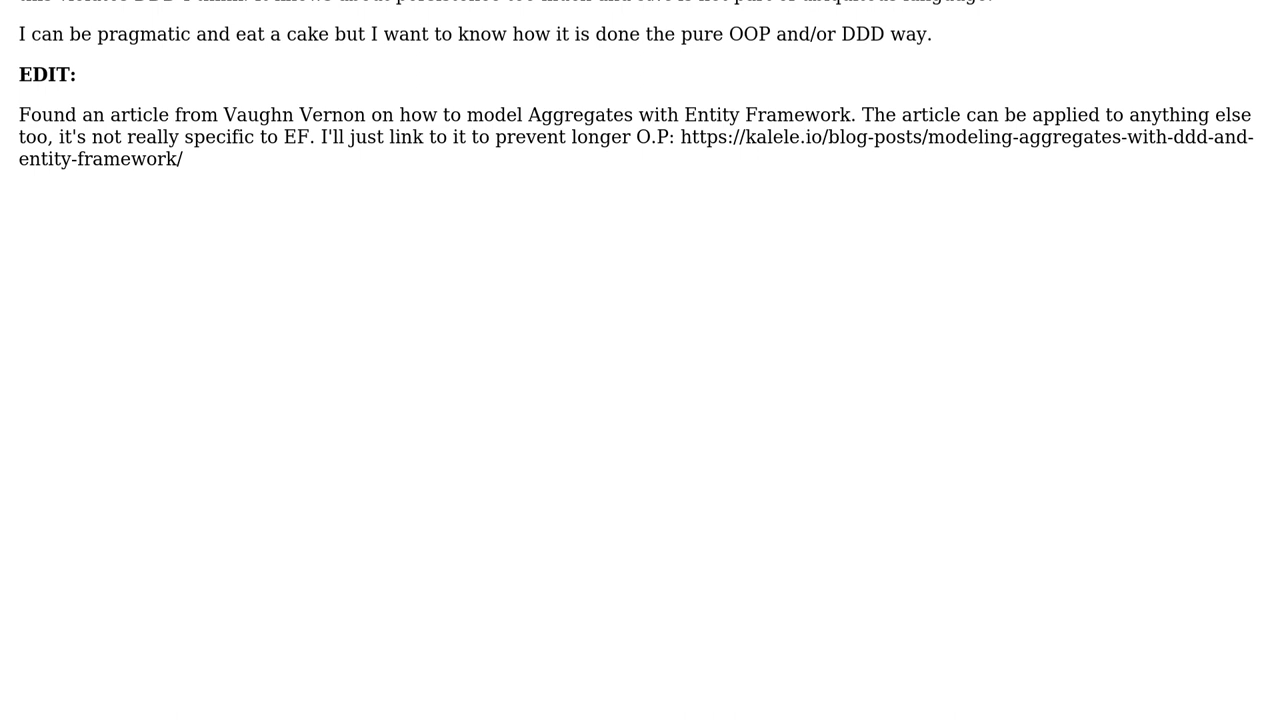 I can be pragmatic and eat a cake but I want to know how it is done the pure OOP and/or DDD way.
EDIT:
Found an article from Vaughn Vernon on how to model Aggregates with Entity Framework. The article can be applied to anything else
too, it's not really specific to EF. I'll just link to it to prevent longer O.P: https://kalele.io/blog-posts/modeling-aggregates-with-ddd-and-
entity-framework/